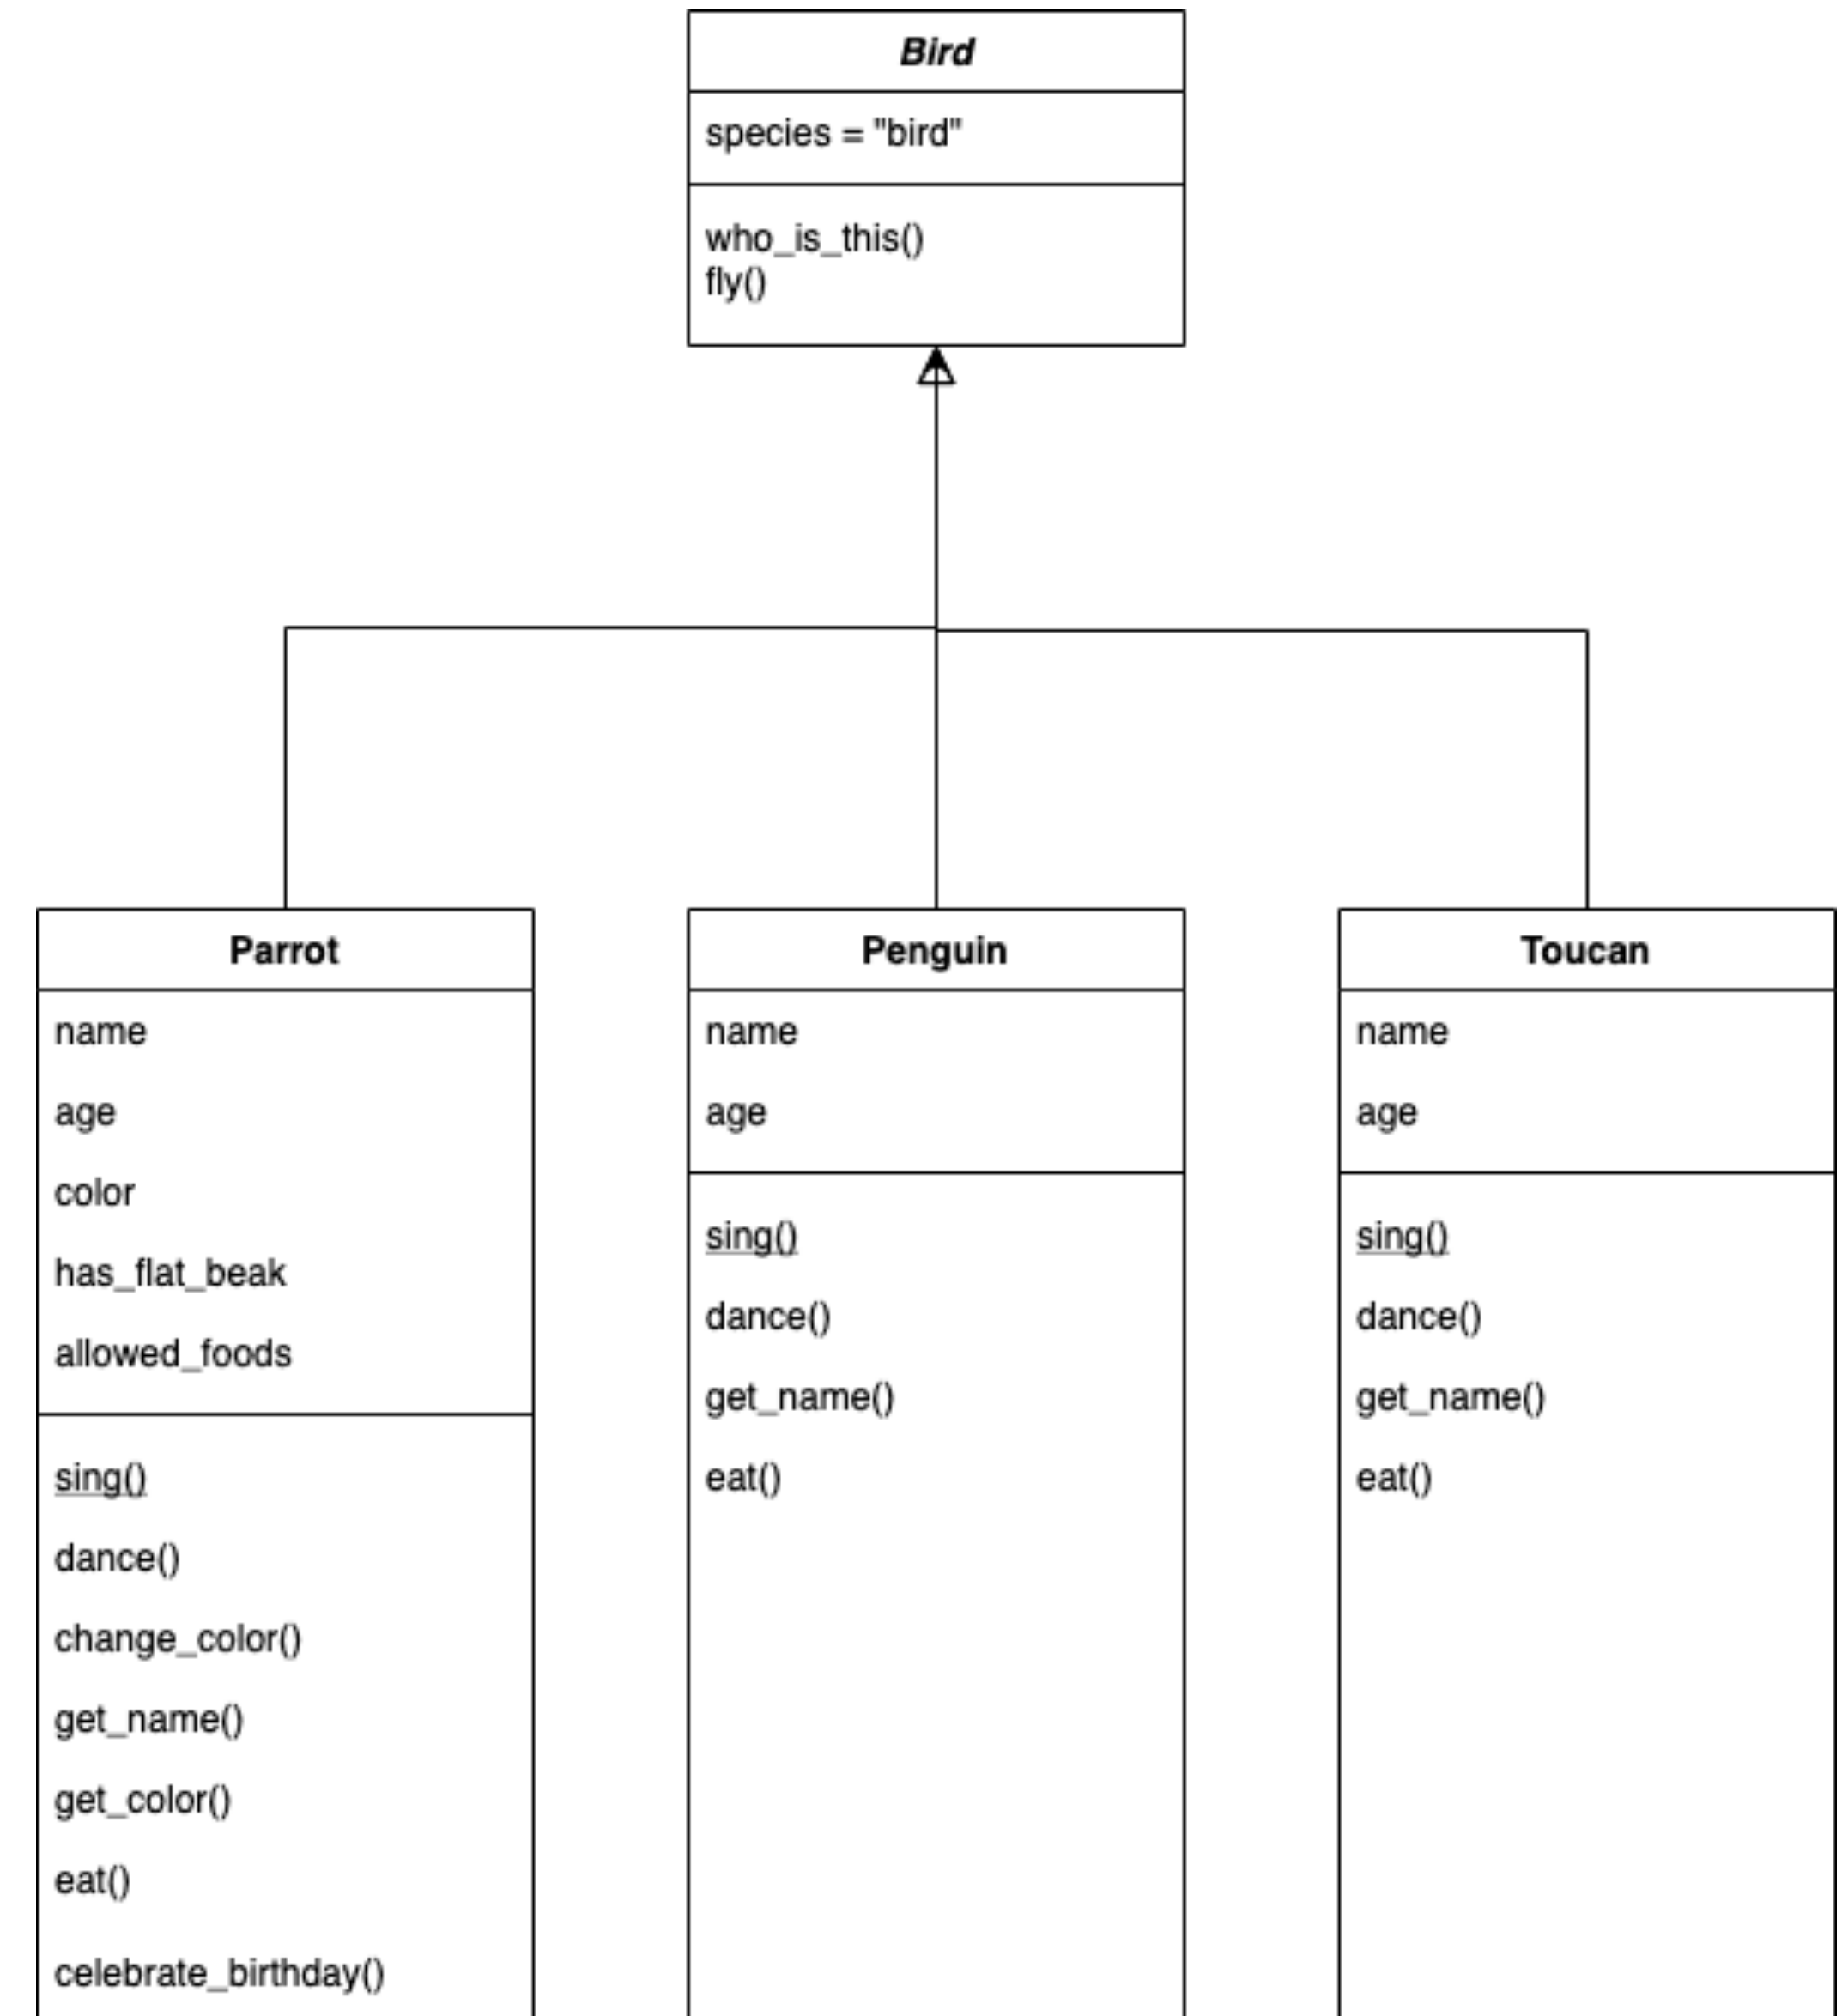 Bird
species = "bird"
who_is_this()
fly()
Parrot
name
age
color
has_flat_beak
allowed_foods
sing()
dance()
change_color()
get_name()
get_color()
eat()
celebrate_birthday()
Penguin
name
age
sing()
dance()
get_name()
eat()
Toucan
name
age
sing()
dance()
get_name()
eat()